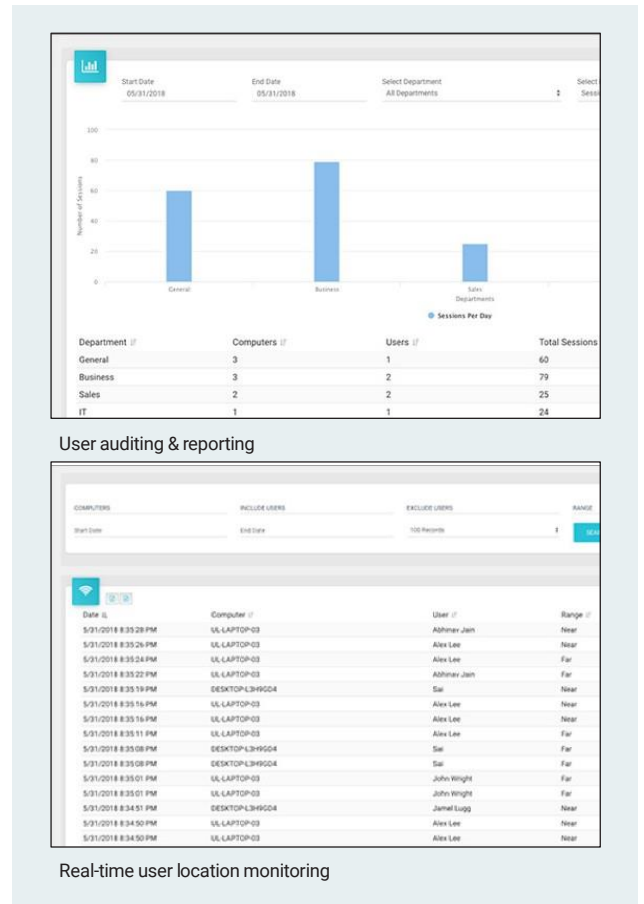 Start Date End Date Select Department Select
05/31/2018 05/31/2018 All Departments Sessi
100
80
60
40
20
0
Number of Sessions
General Business Sales
Departments
Sessions Per Day
Department Computers Users Total Sessions
General 3 1 60
Business 3 2 79
Sales 2 2 25
IT 1 1 24
User auditing & reporting
COMPUTERS INCLUDE USERS EXCLUDE USERS RANGE
Start Date End Date 100 Records SEA
Date Computer User Range
5/31/2018 8:35:28 PM UL-LAPTOP-03 Abhinav Jain Near
5/31/2018 8:35:26 PM UL-LAPTOP-03 Alex Lee Near
5/31/2018 8:35:24 PM UL-LAPTOP-03 Alex Lee Far
5/31/2018 8:35:22 PM UL-LAPTOP-03 Abhinav Jain Far
5/31/2018 8:35:19 PM DESKTOP-L3H9GD4 Sai Near
5/31/2018 8:35:16 PM UL-LAPTOP-03 Alex Lee Near
5/31/2018 8:35:16 PM UL-LAPTOP-03 Alex Lee Near
5/31/2018 8:35:11 PM UL-LAPTOP-03 Alex Lee Far
5/31/2018 8:35:08 PM DESKTOP-L3H9GD4 Sai Far
5/31/2018 8:35:08 PM DESKTOP-L3H9GD4 Sai Far
5/31/2018 8:35:01 PM UL-LAPTOP-03 John Wright Far
5/31/2018 8:35:01 PM UL-LAPTOP-03 John Wright Far
5/31/2018 8:34:51 PM DESKTOP-L3H9GD4 Jamel Lugg Near
5/31/2018 8:34:50 PM UL-LAPTOP-03 Alex Lee Near
5/31/2018 8:34:50 PM UL-LAPTOP-03 Alex Lee Near
Real-time user location monitoring